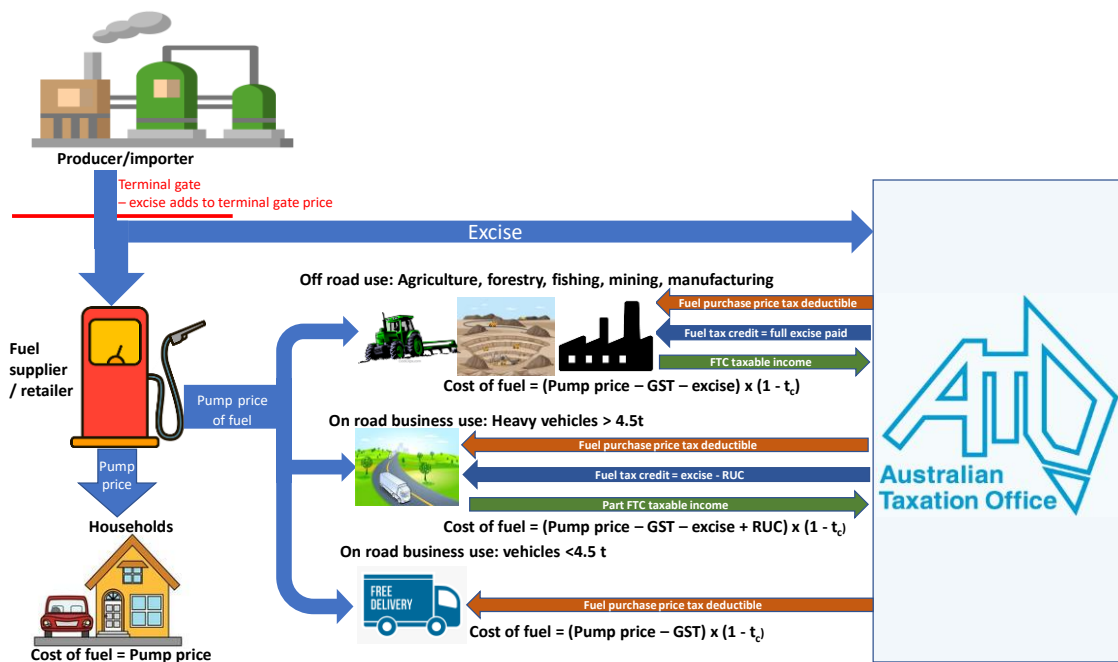 Producer/importer
Terminal gate
– excise adds to terminal gate price
Excise
Off road use: Agriculture, forestry, fishing, mining, manufacturing
Fuel purchase price tax deductible
Fuel tax credit = full excise paid
FTC taxable income
Cost of fuel = (Pump price – GST – excise) x (1 - tc)
Fuel
supplier
/ retailer
Pump price
of fuel
On road business use: Heavy vehicles > 4.5t
Fuel purchase price tax deductible
Fuel tax credit = excise - RUC
Part FTC taxable income
Cost of fuel = (Pump price – GST – excise + RUC) x (1 - tc)
Pump
price
Households
Cost of fuel = Pump price
On road business use: vehicles <4.5 t
FREE
DELIVERY
Fuel purchase price tax deductible
Cost of fuel = (Pump price – GST) x (1 - tc)
ATO
Australian
Taxation Office